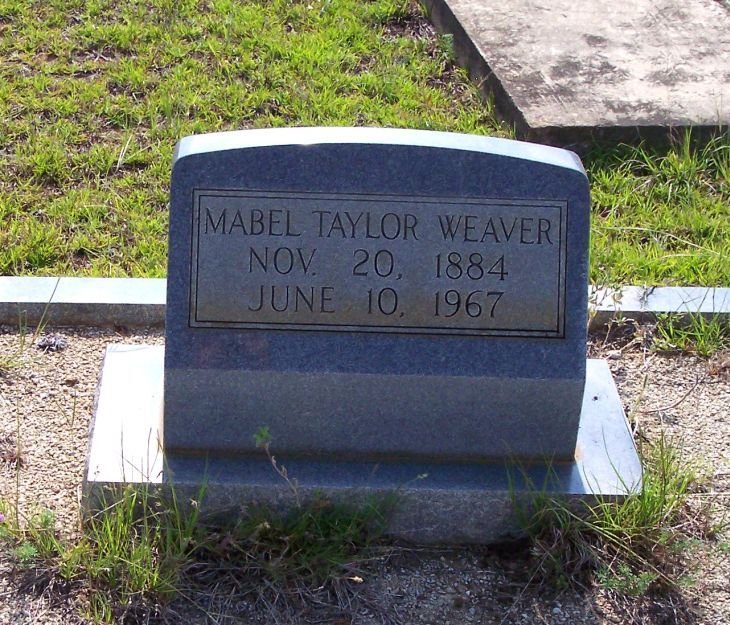 MABEL TAYLOR WEAVER
NOV. 20, 1884
JUNE 10, 1967